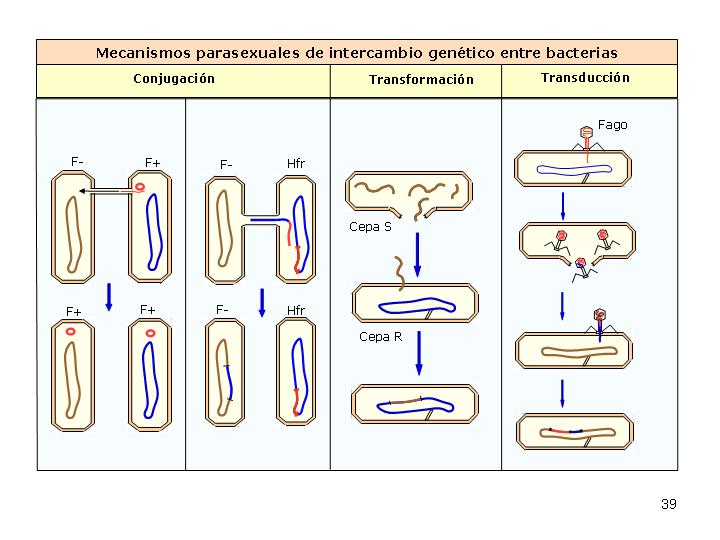 Mecanismos parasexuales de intercambio genético entre bacterias
Conjugación
Transformación
Transducción
F-
F+
F-
Hfr
F+
F+
F-
Hfr
Cepa S
Cepa R
Fago
39